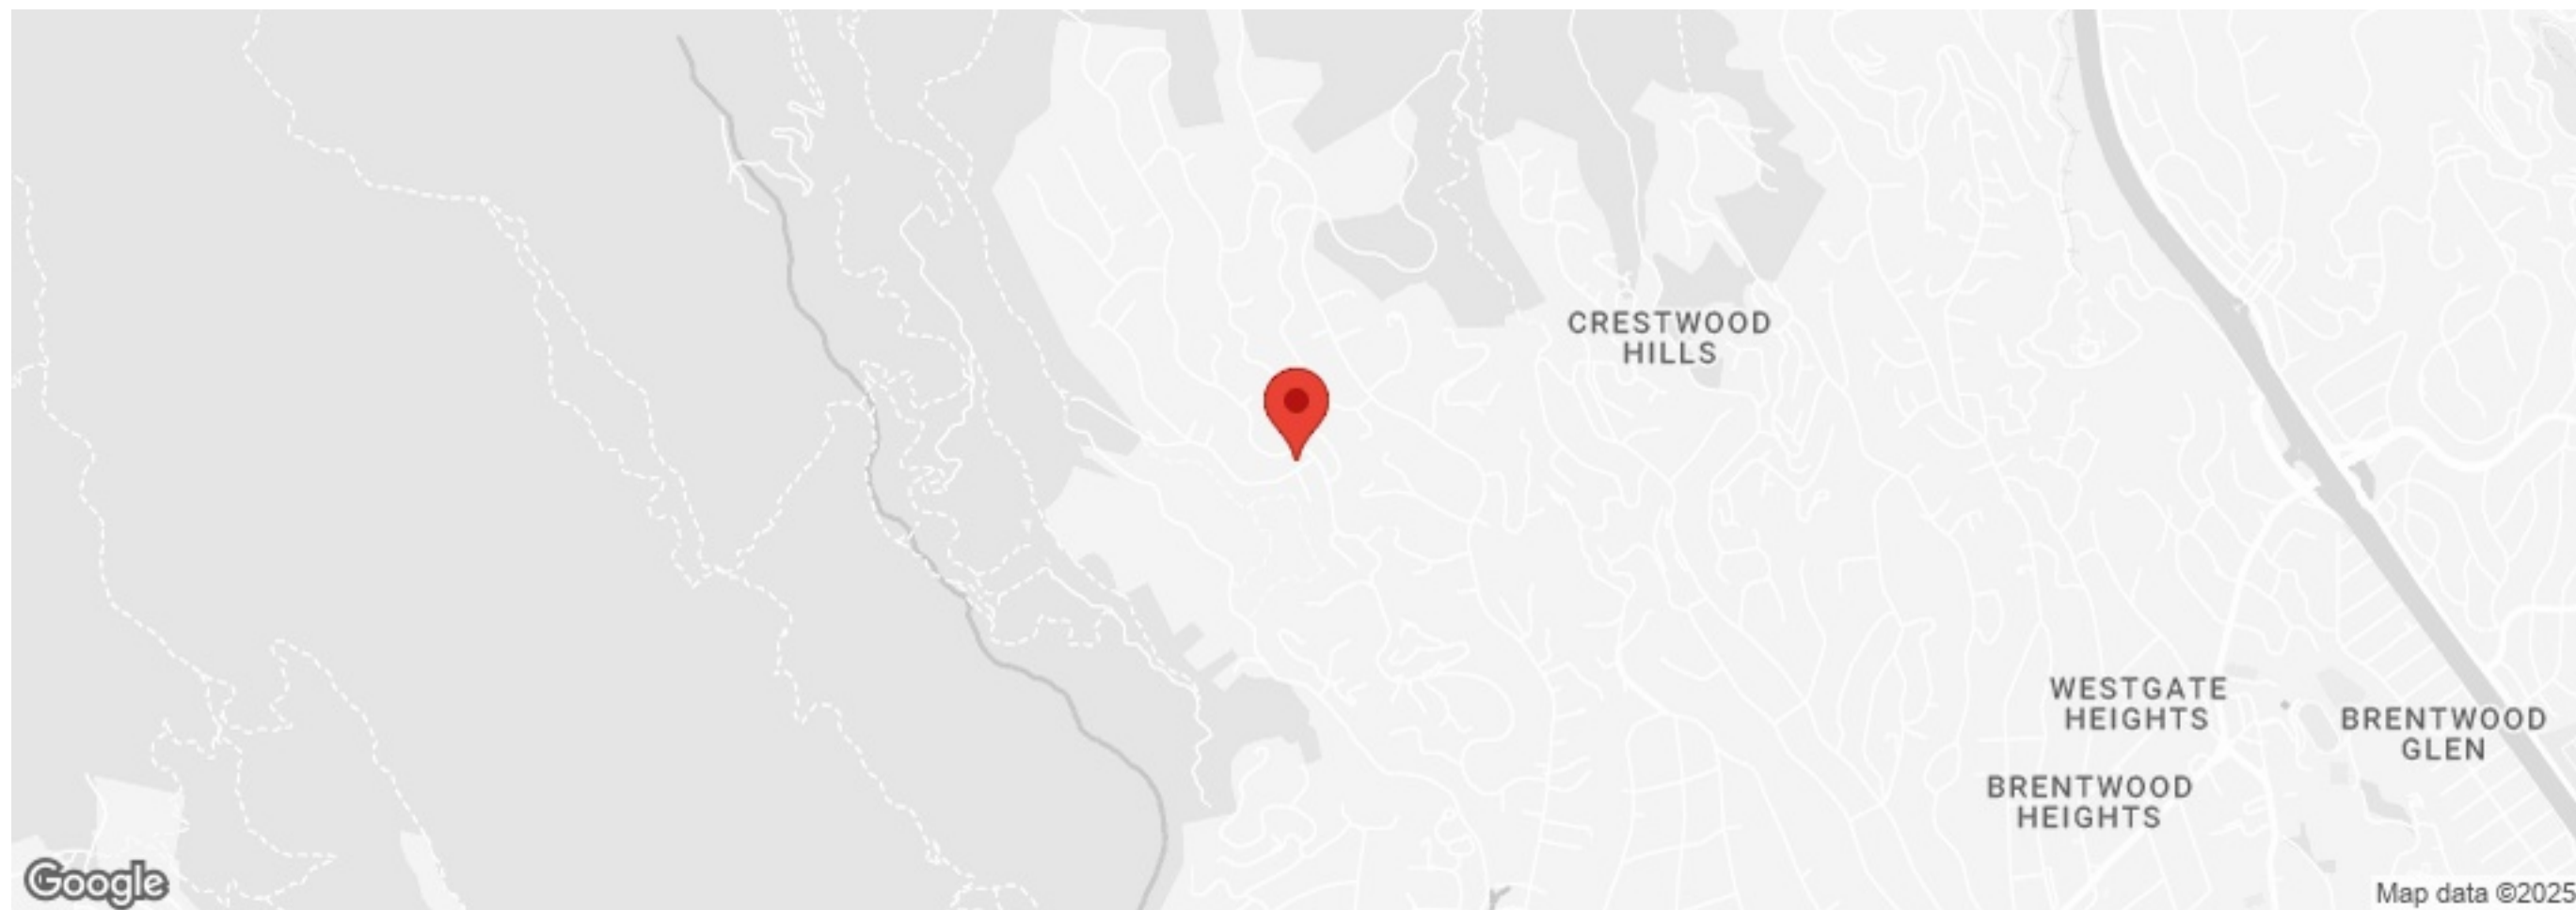 CRESTWOOD
HILLS
WESTGATE
HEIGHTS
BRENTWOOD
GLEN
BRENTWOOD
HEIGHTS
Google
Map data ©2025